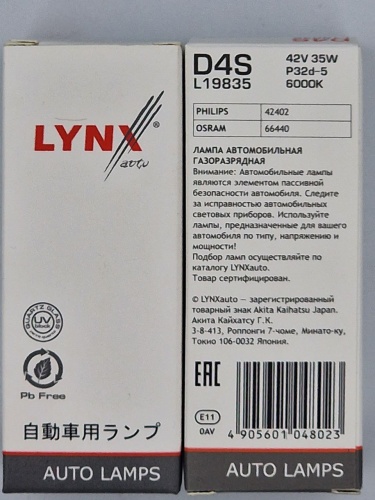 LYNX®
auto
QUARTZ GLASS
UV
block
Pb Free
自動車用ランプ
AUTO LAMPS
D4S
D4S
L19835
42V 35W
P32d-5
6000K
PHILIPS 42402
OSRAM 66440
ЛАМПА АВТОМОБИЛЬНАЯ
ГАЗОРАЗРЯДНАЯ
Внимание: Автомобильные лампы
являются элементом пассивной
безопасности автомобиля. Следите
за исправностью автомобильных
световых приборов. Используйте
лампы, предназначенные для вашего
автомобиля по типу, напряжению и
мощности!
Подбор ламп осуществляйте по
каталогу LYNXauto.
Товар сертифицирован.
© LYNXauto – зарегистрированный
товарный знак Akita Kaihatsu Japan.
Акита Кайхатсу Г.К.
3-8-413, Роппонги 7-чоме, Минато-ку,
Токио 106-0032 Япония.
EAC
E11
0AV
4 905601 048023
AUTO LAMPS